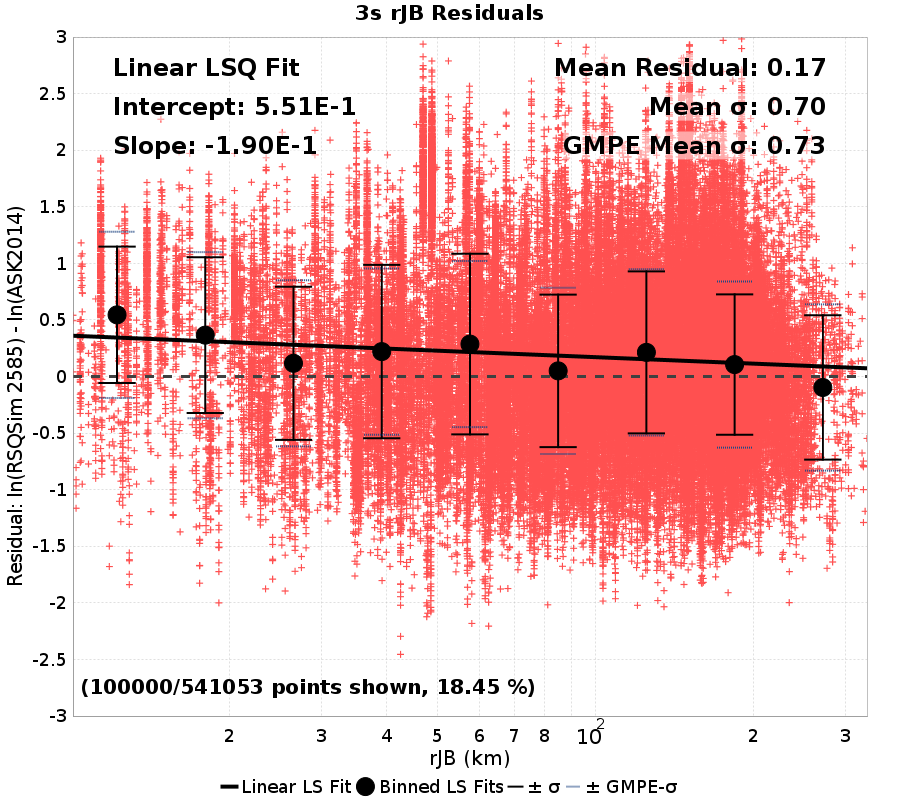 3s rJB Residuals
Linear LSQ Fit
Intercept: 5.51E-1
Slope: -1.90E-1
Mean Residual: 0.17
Mean σ: 0.70
GMPE Mean σ: 0.73
Residual: ln(RSQSim 2585) - ln(ASK2014)
3
2.5
2
1.5
1
0.5
0
-0.5
-1
-1.5
-2
-2.5
-3
(100000/541053 points shown, 18.45 %)
2 3 4 5 6 7 8 10² 2 3
rJB (km)
Linear LS Fit Binned LS Fits ± σ ± GMPE-σ